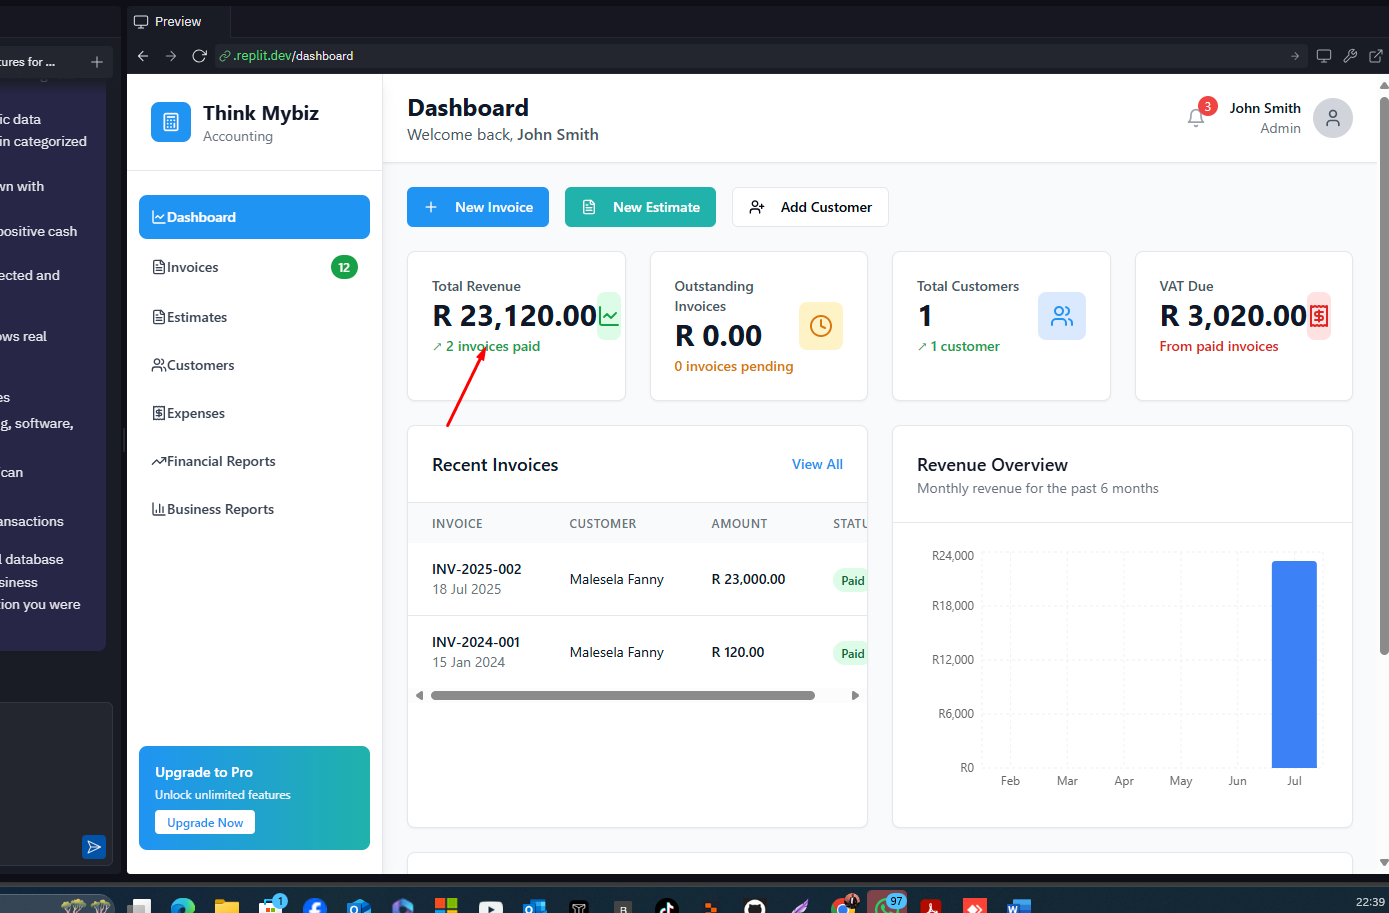 Preview
tures for ...
.replit.dev/dashboard
ic data
in categorized
wn with
positive cash
ected and
ows real
es
g, software,
can
ansactions
l database
siness
tion you were
Think Mybiz
Accounting
Dashboard
Invoices
12
Estimates
Customers
Expenses
Financial Reports
Business Reports
Upgrade to Pro
Unlock unlimited features
Upgrade Now
Dashboard
Welcome back, John Smith
3
John Smith
Admin
New Invoice
New Estimate
Add Customer
Total Revenue
R 23,120.00
2 invoices paid
Outstanding
Invoices
R 0.00
0 invoices pending
Total Customers
1
1 customer
VAT Due
R 3,020.00
From paid invoices
Recent Invoices
View All
INVOICE CUSTOMER AMOUNT STATU
INV-2025-002
18 Jul 2025
Malesela Fanny
R 23,000.00
Paid
INV-2024-001
15 Jan 2024
Malesela Fanny
R 120.00
Paid
Revenue Overview
Monthly revenue for the past 6 months
R24,000
R18,000
R12,000
R6,000
R0
Feb Mar Apr May Jun Jul
1
97
22:39